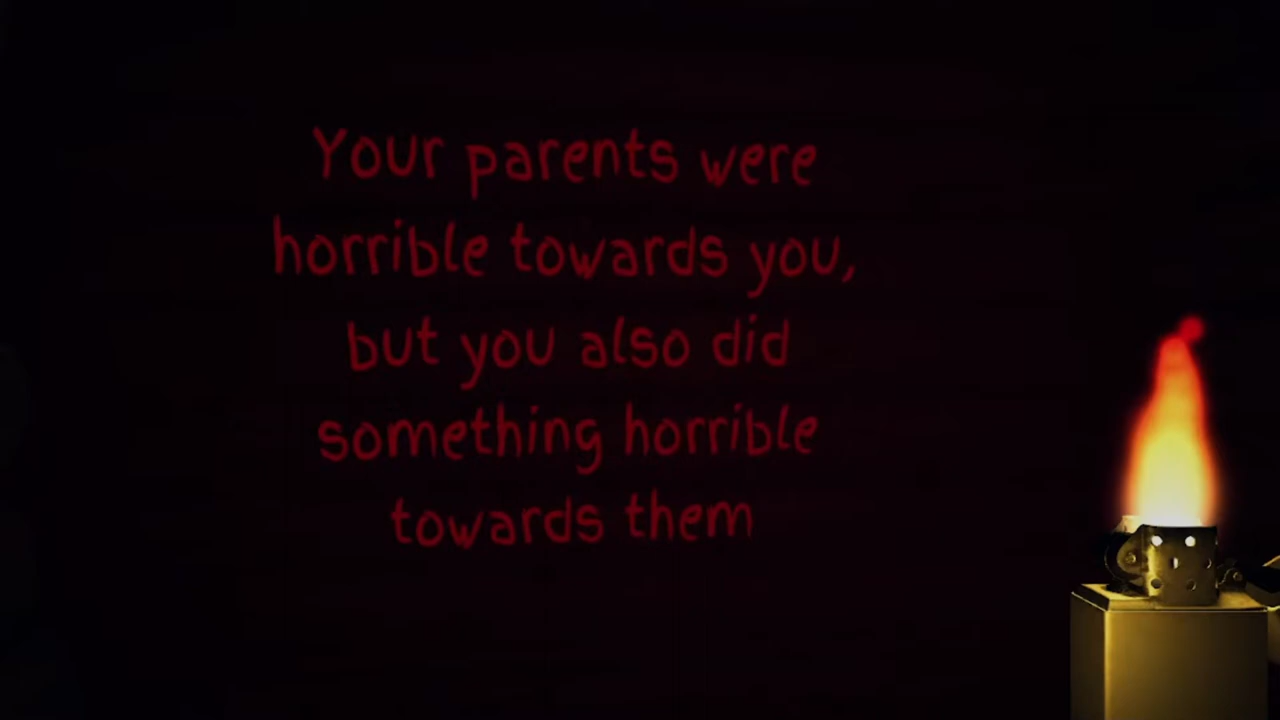 Your parents were
horrible towards you,
but you also did
something horrible
towards them